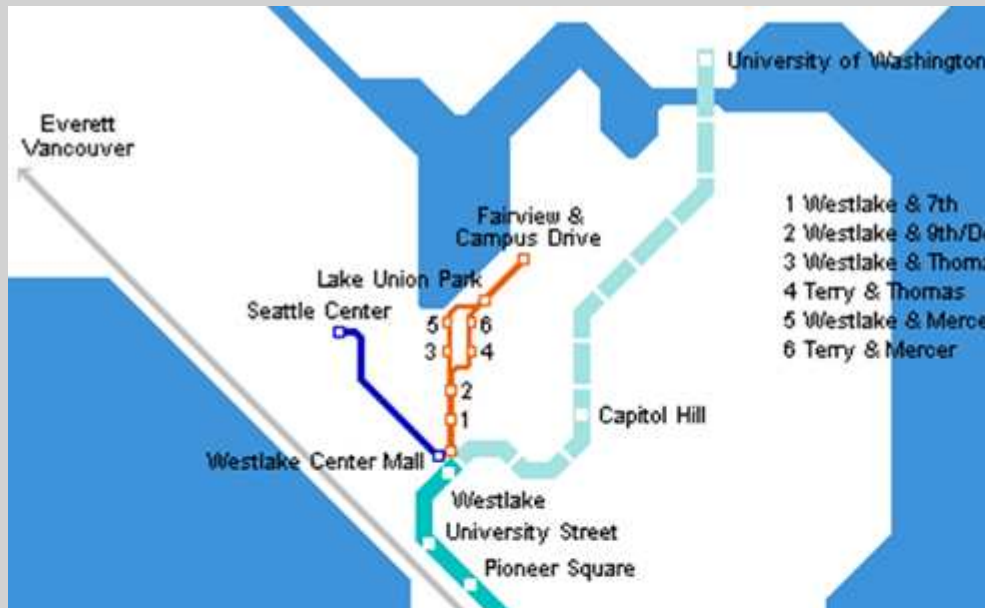 University of Washington
Everett
Vancouver
1 Westlake & 7th
Fairview &
Campus Drive
2 Westlake & 9th/De
3 Westlake & Thoma
Lake Union Park
4 Terry & Thomas
Seattle Center
5 6
5 Westlake & Merce
3 4
6 Terry & Mercer
2
1
Capitol Hill
Westlake Center Mall
Westlake
University Street
Pioneer Square